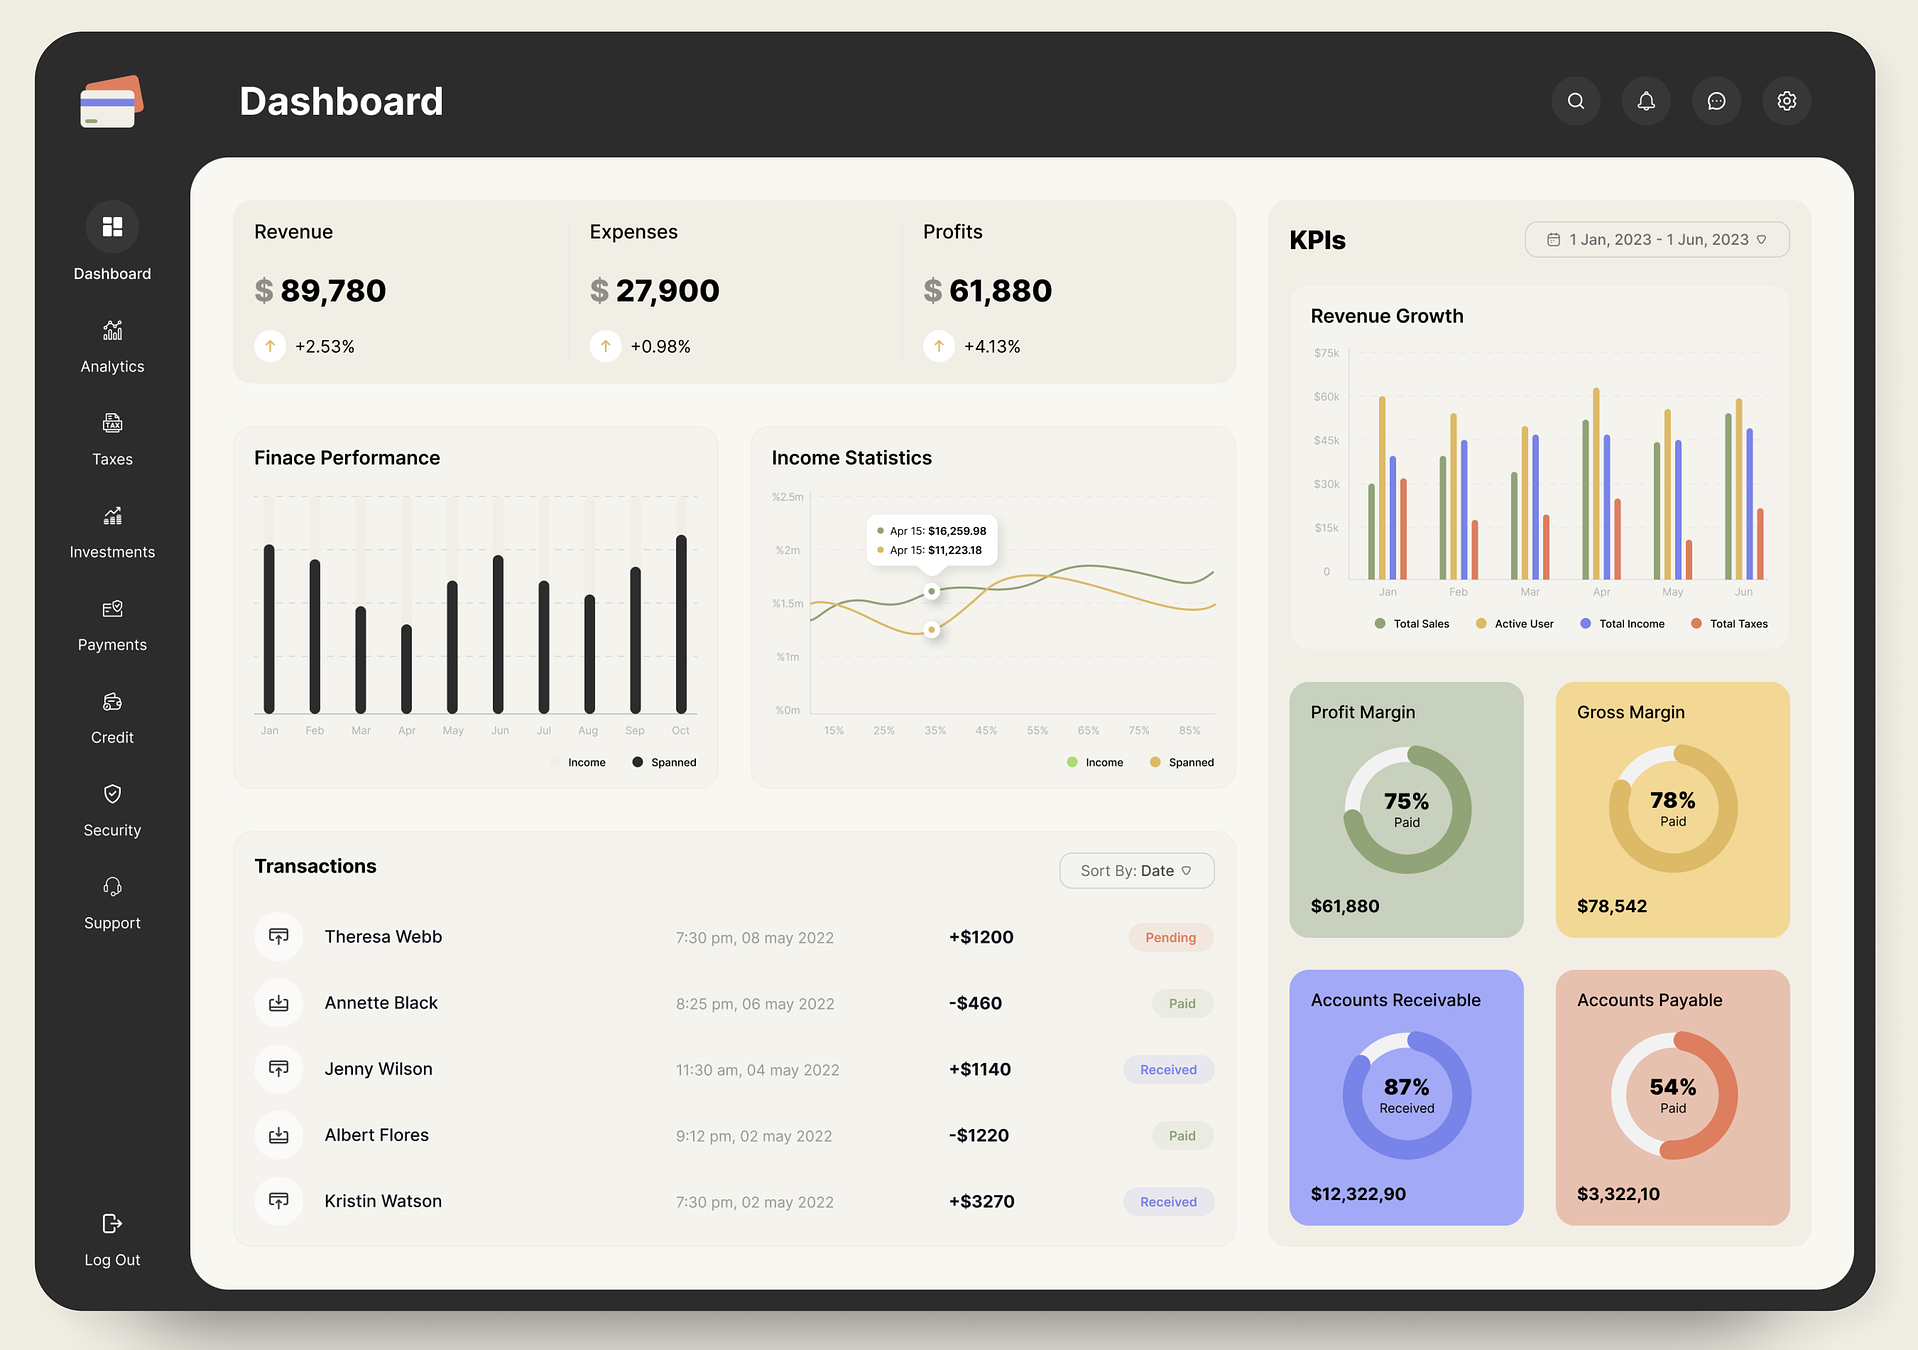 Dashboard
Dashboard
Analytics
TAX
Taxes
Investments
Payments
Credit
Security
Support
Log Out
Revenue
$ 89,780
+2.53%
Expenses
$ 27,900
+0.98%
Profits
$ 61,880
+4.13%
Finace Performance
Jan Feb Mar Apr May Jun Jul Aug Sep Oct
Income Spanned
Income Statistics
%2.5m
%2m
%1.5m
%1m
%0m
Apr 15: $16,259.98
Apr 15: $11,223.18
15% 25% 35% 45% 55% 65% 75% 85%
Income Spanned
Transactions
Sort By: Date
Theresa Webb 7:30 pm, 08 may 2022 +$1200 Pending
Annette Black 8:25 pm, 06 may 2022 -$460 Paid
Jenny Wilson 11:30 am, 04 may 2022 +$1140 Received
Albert Flores 9:12 pm, 02 may 2022 -$1220 Paid
Kristin Watson 7:30 pm, 02 may 2022 +$3270 Received
KPIs
1 Jan, 2023 - 1 Jun, 2023
Revenue Growth
$75k
$60k
$45k
$30k
$15k
0
Jan Feb Mar Apr May Jun
Total Sales Active User Total Income Total Taxes
Profit Margin
75%
Paid
$61,880
Gross Margin
78%
Paid
$78,542
Accounts Receivable
87%
Received
$12,322,90
Accounts Payable
54%
Paid
$3,322,10